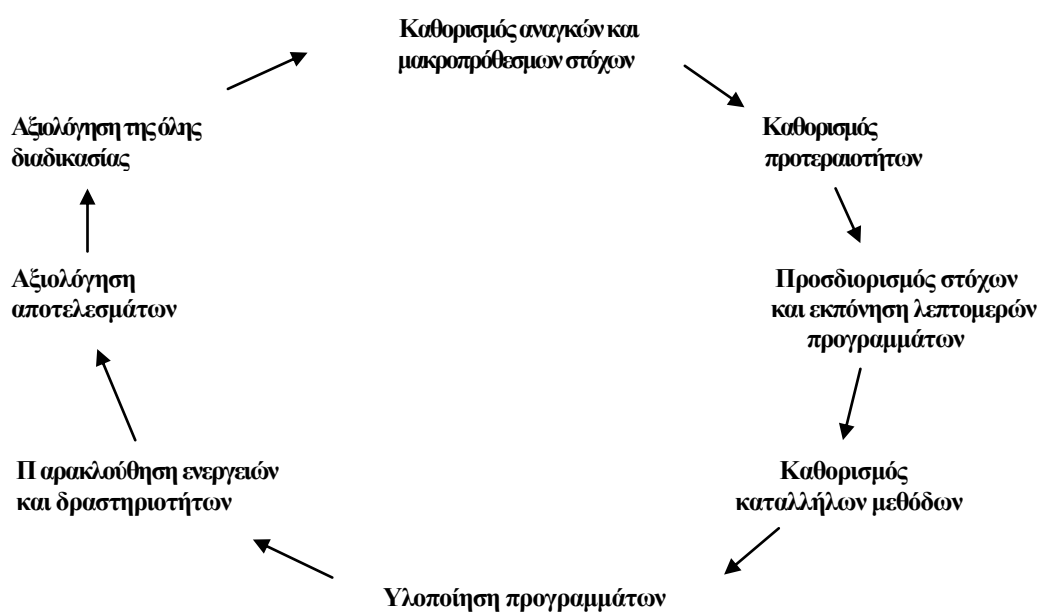 Καθορισμός αναγκών και
μακροπρόθεσμων στόχων
Καθορισμός
προτεραιοτήτων
Προσδιορισμός στόχων
και εκπόνηση λεπτομερών
προγραμμάτων
Καθορισμός
καταλλήλων μεθόδων
Υλοποίηση προγραμμάτων
Π αρακλούθηση ενεργειών
και δραστηριοτήτων
Αξιολόγηση
αποτελεσμάτων
Αξιολόγηση της όλης
διαδικασίας